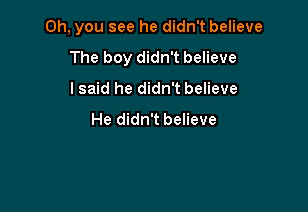 Oh, you see he didn't believe
The boy didn't believe
I said he didn't believe
He didn't believe